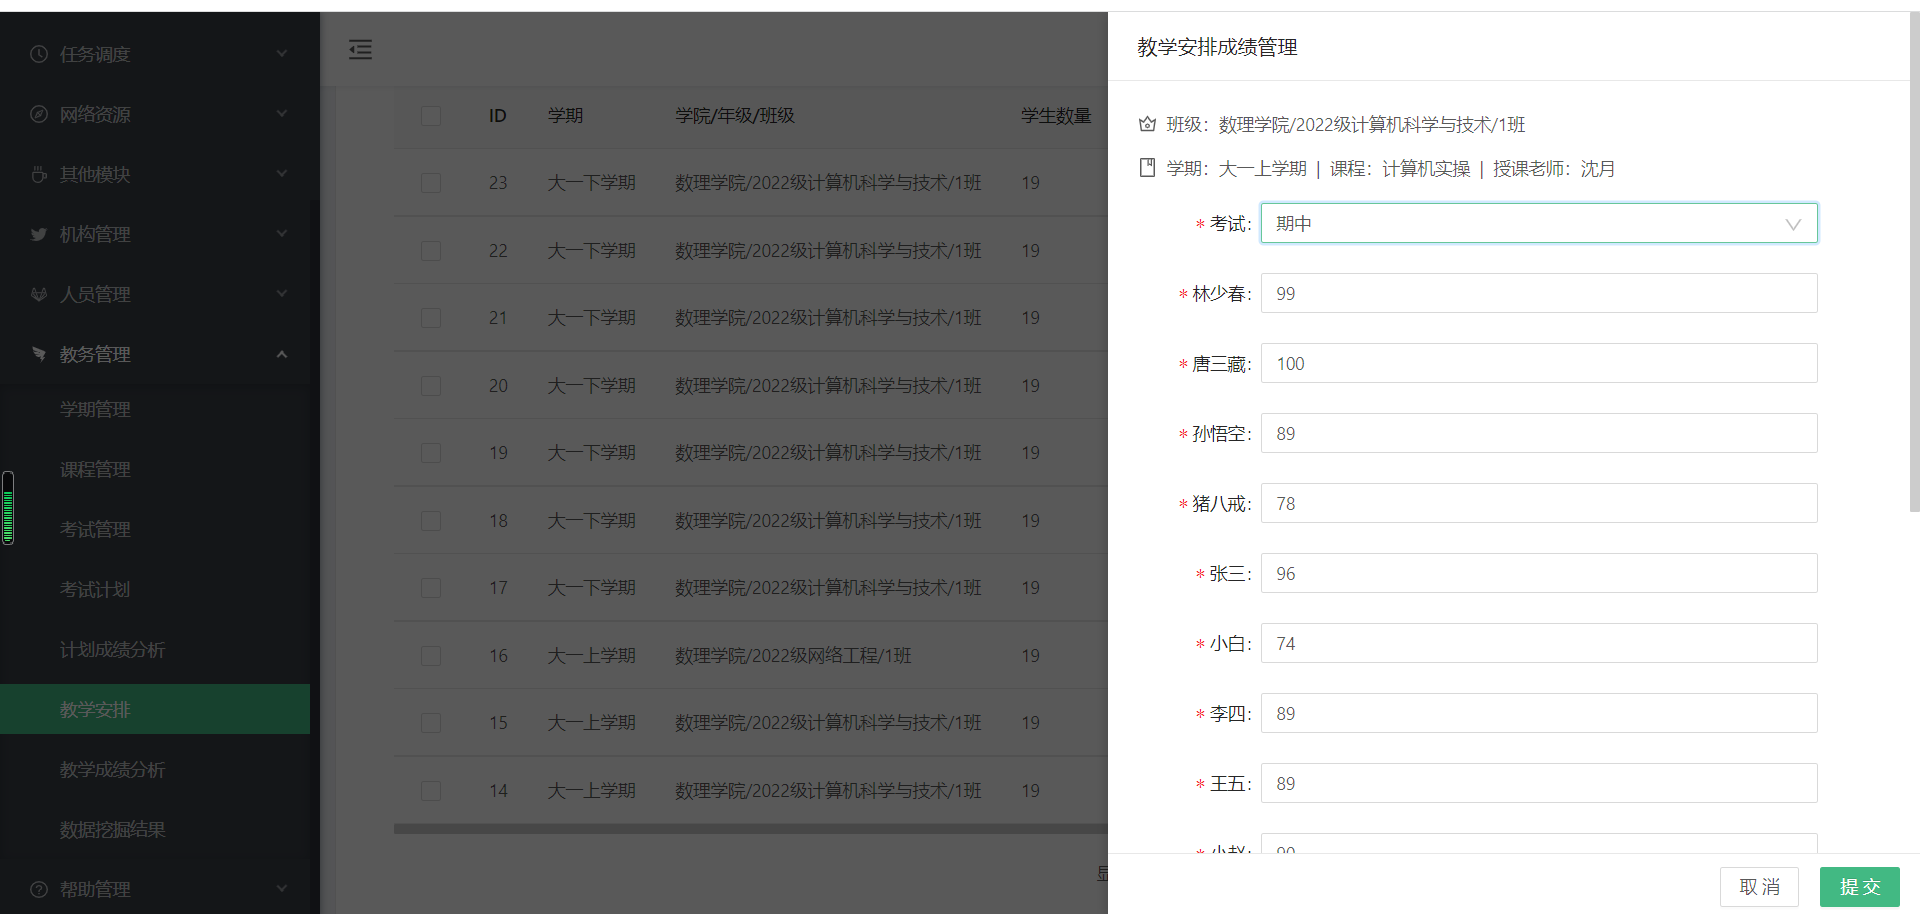 任务调度
网络资源
其他模块
机构管理
人员管理
教务管理
学期管理
课程管理
考试管理
考试计划
计划成绩分析
教学安排
教学成绩分析
数据挖掘结果
帮助管理
ID 学期 学院/年级/班级 学生数量
23 大一下学期 数理学院/2022级计算机科学与技术/1班 19
22 大一下学期 数理学院/2022级计算机科学与技术/1班 19
21 大一下学期 数理学院/2022级计算机科学与技术/1班 19
20 大一下学期 数理学院/2022级计算机科学与技术/1班 19
19 大一下学期 数理学院/2022级计算机科学与技术/1班 19
18 大一下学期 数理学院/2022级计算机科学与技术/1班 19
17 大一下学期 数理学院/2022级计算机科学与技术/1班 19
16 大一上学期 数理学院/2022级网络工程/1班 19
15 大一上学期 数理学院/2022级计算机科学与技术/1班 19
14 大一上学期 数理学院/2022级计算机科学与技术/1班 19
教学安排成绩管理
班级：数理学院/2022级计算机科学与技术/1班
学期：大一上学期 | 课程：计算机实操 | 授课老师：沈月
* 考试: 期中
* 林少春: 99
* 唐三藏: 100
* 孙悟空: 89
* 猪八戒: 78
* 张三: 96
* 小白: 74
* 李四: 89
* 王五: 89
* 小赵: 90
取消 提交